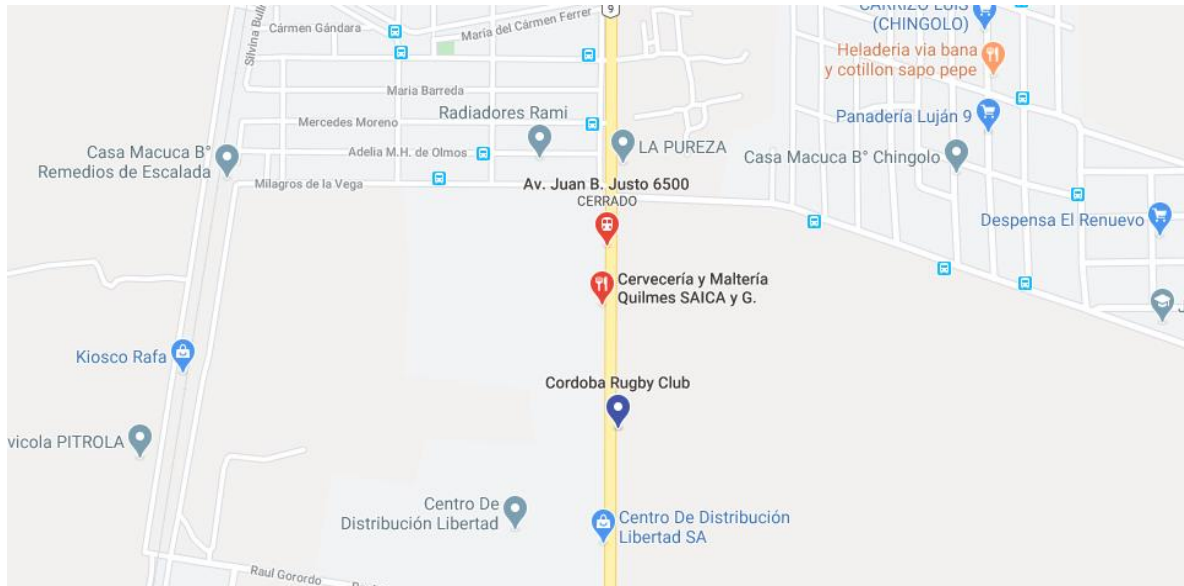 9
CARRIZO LUIS
(CHINGOLO)
María del Cármen Ferrer
Cármen Gándara
Silvina Bull
Heladeria via bana
y cotillon sapo pepe
Maria Barreda
Radiadores Rami
Mercedes Moreno
Panadería Luján 9
LA PUREZA
Casa Macuca B°
Remedios de Escalada
Adelia M.H. de Olmos
Casa Macuca B° Chingolo
Milagros de la Vega
Av. Juan B. Justo 6500
CERRADO
Despensa El Renuevo
Cervecería y Maltería
Quilmes SAICA y G.
J
Kiosco Rafa
Cordoba Rugby Club
vicola PITROLA
Centro De
Distribución Libertad
Centro De Distribución
Libertad SA
Raul Gorordo